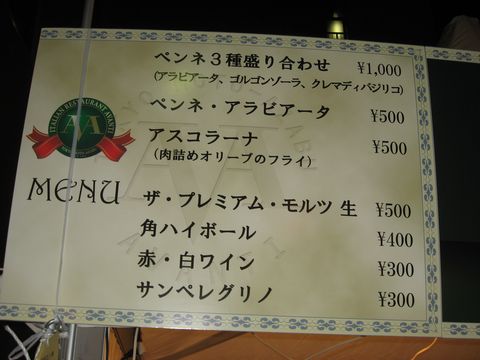 ペンネ３種盛り合わせ ¥1,000
(アラビアータ、ゴルゴンゾーラ、クレマディバジリコ)
ペンネ・アラビアータ ¥500
アスコラーナ ¥500
(肉詰めオリーブのフライ)
ITALIAN RESTAURANT AVANTI
MENU
ザ・プレミアム・モルツ 生 ¥500
角ハイボール ¥400
赤・白ワイン ¥300
サンペレグリノ ¥300